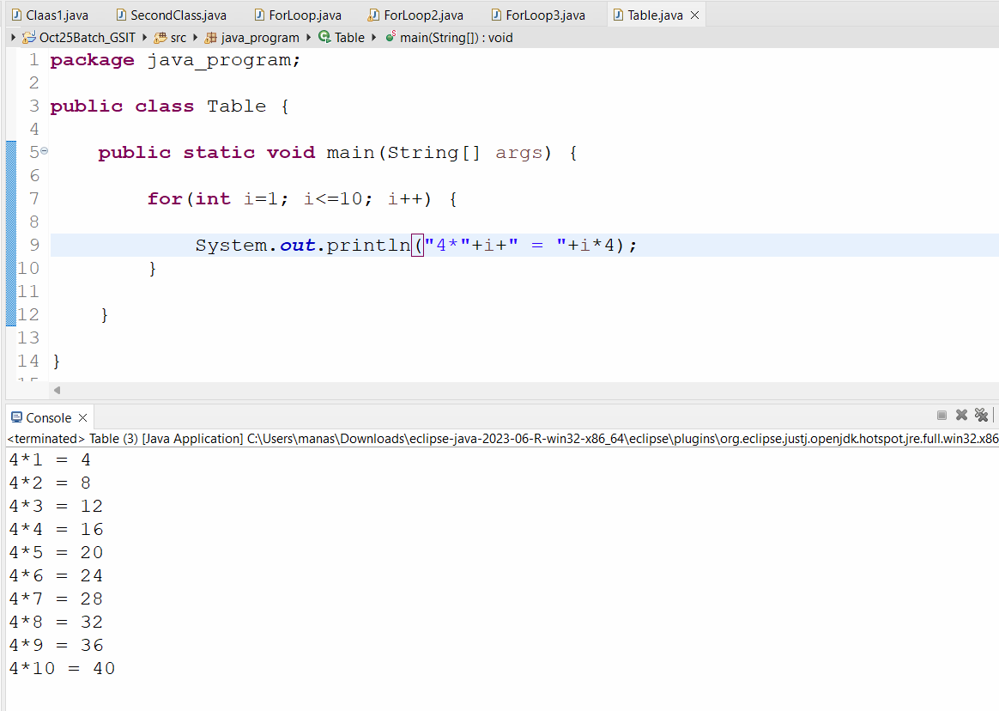 Claas1.java SecondClass.java ForLoop.java ForLoop2.java ForLoop3.java Table.java
Oct25Batch_GSIT src java_program Table main(String[]) : void
1 package java_program;
2
3 public class Table {
4
5 public static void main(String[] args) {
6
7 for(int i=1; i<=10; i++) {
8
9 System.out.println("4*"+i+" = "+i*4);
10 }
11
12 }
13
14 }
Console
<terminated> Table (3) [Java Application] C:\Users\manas\Downloads\eclipse-java-2023-06-R-win32-x86_64\eclipse\plugins\org.eclipse.justj.openjdk.hotspot.jre.full.win32.x86
4*1 = 4
4*2 = 8
4*3 = 12
4*4 = 16
4*5 = 20
4*6 = 24
4*7 = 28
4*8 = 32
4*9 = 36
4*10 = 40